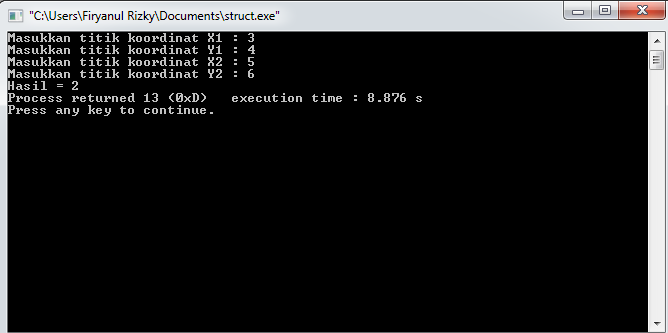 "C:\Users\Firyanul Rizky\Documents\struct.exe"
Masukkan titik koordinat X1 : 3
Masukkan titik koordinat Y1 : 4
Masukkan titik koordinat X2 : 5
Masukkan titik koordinat Y2 : 6
Hasil = 2
Process returned 13 (0xD)   execution time : 8.876 s
Press any key to continue.